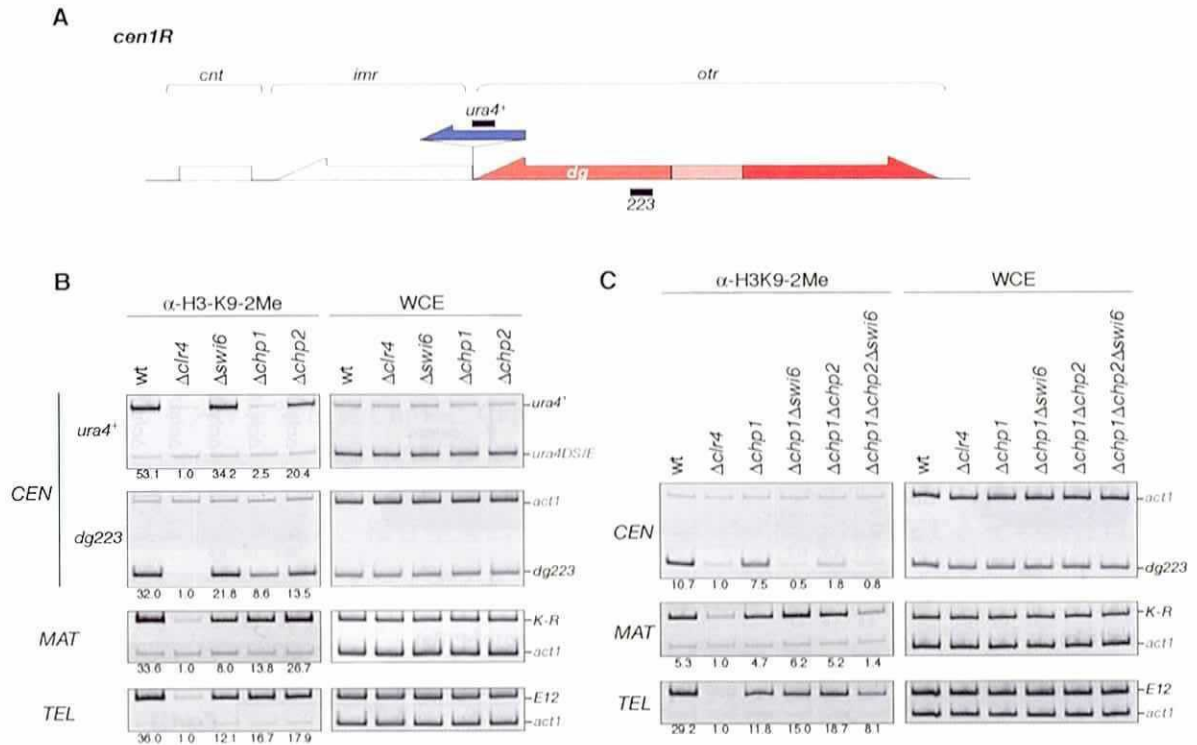 A
cen1R
cnt imr otr
ura4+
dg
223
B
α-H3-K9-2Me WCE
wt Δclr4 Δswi6 Δchp1 Δchp2 wt Δclr4 Δswi6 Δchp1 Δchp2
CEN
ura4+
ura4+
ura4DS/E
53.1 1.0 34.2 2.5 20.4
dg223
act1
dg223
32.0 1.0 21.8 8.6 13.5
MAT
K-R
act1
33.6 1.0 8.0 13.8 26.7
TEL
E12
act1
36.0 1.0 12.1 16.7 17.9
C
α-H3K9-2Me WCE
wt Δclr4 Δchp1 Δchp1Δswi6 Δchp1Δchp2 Δchp1Δchp2Δswi6 wt Δclr4 Δchp1 Δchp1Δswi6 Δchp1Δchp2 Δchp1Δchp2Δswi6
CEN
act1
dg223
10.7 1.0 7.5 0.5 1.8 0.8
MAT
K-R
act1
5.3 1.0 4.7 6.2 5.2 1.4
TEL
E12
act1
29.2 1.0 11.8 15.0 18.7 8.1